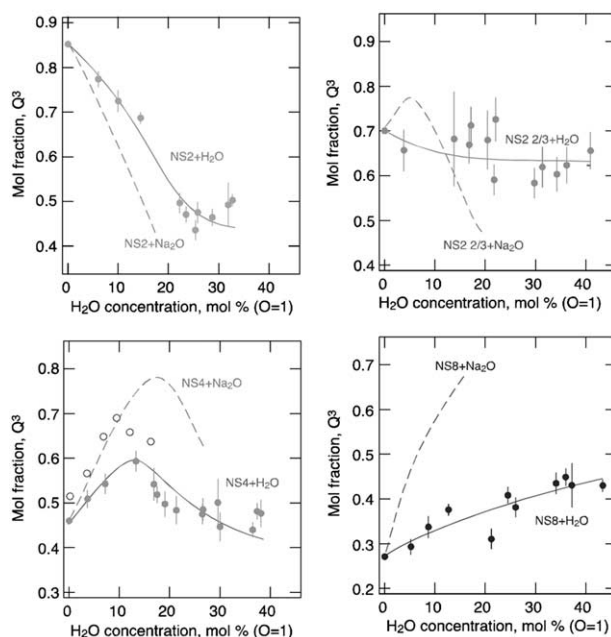 0.9
0.8
0.7
0.6
0.5
0.4
Mol fraction, Q³
NS2+H₂O
NS2+Na₂O
0 10 20 30 40
H₂O concentration, mol % (O=1)
0.9
0.8
0.7
0.6
0.5
0.4
Mol fraction, Q³
NS2 2/3+H₂O
NS2 2/3+Na₂O
0 10 20 30 40
H₂O concentration, mol % (O=1)
0.8
0.7
0.6
0.5
0.4
0.3
Mol fraction, Q³
NS4+Na₂O
NS4+H₂O
0 10 20 30 40
H₂O concentration, mol % (O=1)
0.7
0.6
0.5
0.4
0.3
0.2
Mol fraction, Q³
NS8+Na₂O
NS8+H₂O
0 10 20 30 40
H₂O concentration, mol % (O=1)